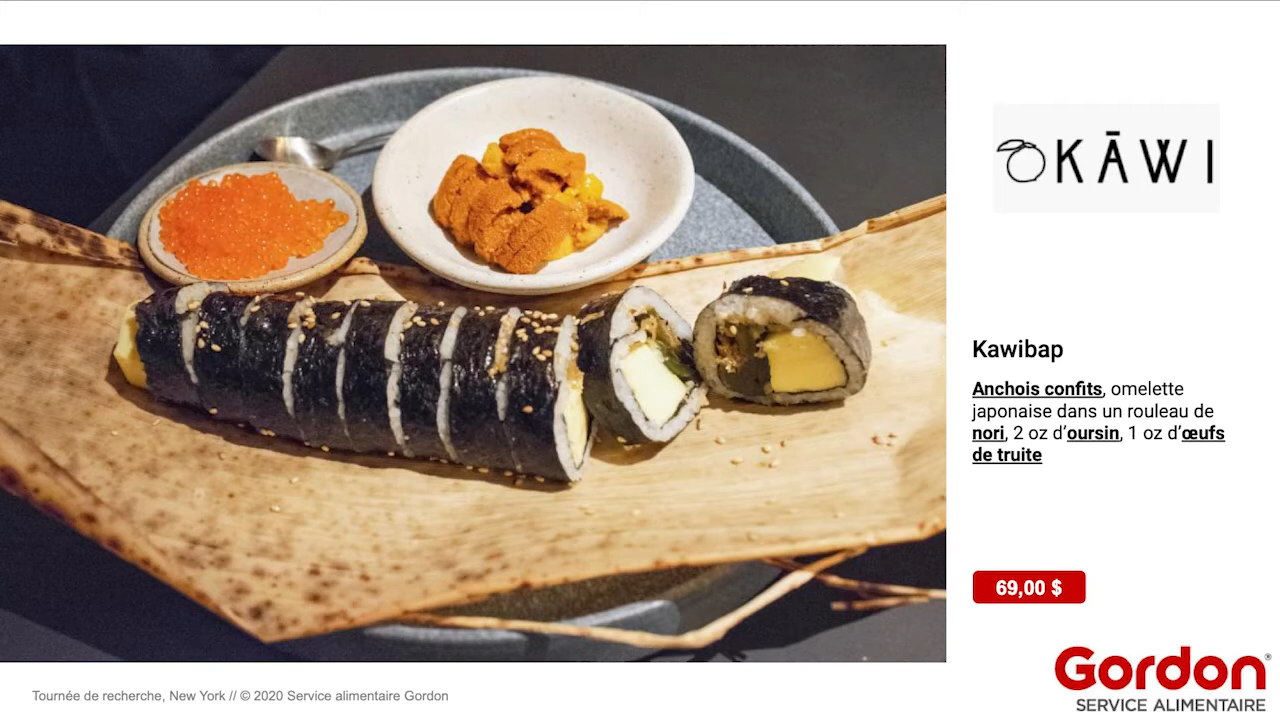 KĀWI
Kawibap
Anchois confits, omelette
japonaise dans un rouleau de
nori, 2 oz d’oursin, 1 oz d’œufs
de truite
69,00 $
Gordon®
SERVICE ALIMENTAIRE
Tournée de recherche, New York // © 2020 Service alimentaire Gordon